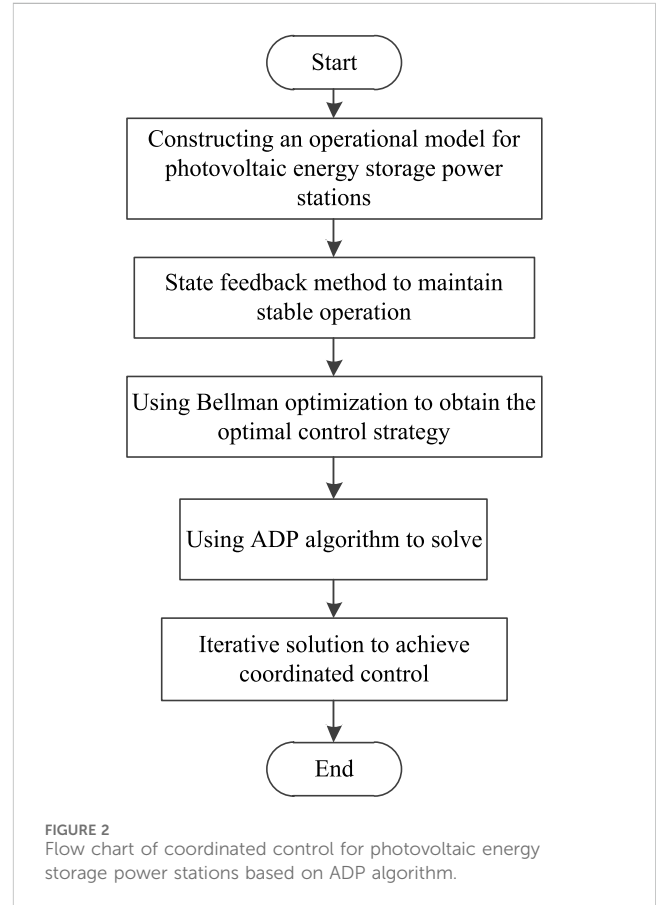 Start
Constructing an operational model for
photovoltaic energy storage power
stations
State feedback method to maintain
stable operation
Using Bellman optimization to obtain the
optimal control strategy
Using ADP algorithm to solve
Iterative solution to achieve
coordinated control
End
FIGURE 2
Flow chart of coordinated control for photovoltaic energy
storage power stations based on ADP algorithm.